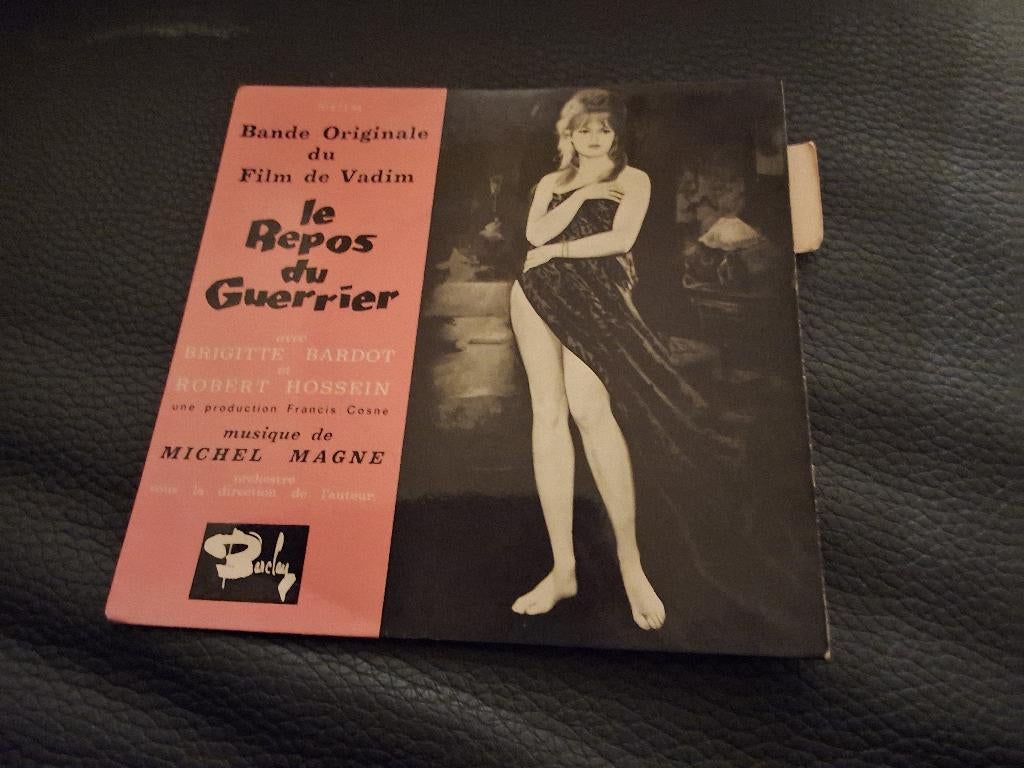 Bande Originale
du
Film de Vadim
le
Repos
du
Guerrier
avec
BRIGITTE BARDOT
et
ROBERT HOSSEIN
une production Francis Cosne
musique de
MICHEL MAGNE
orchestre
sous la direction de l'auteur
Barclay